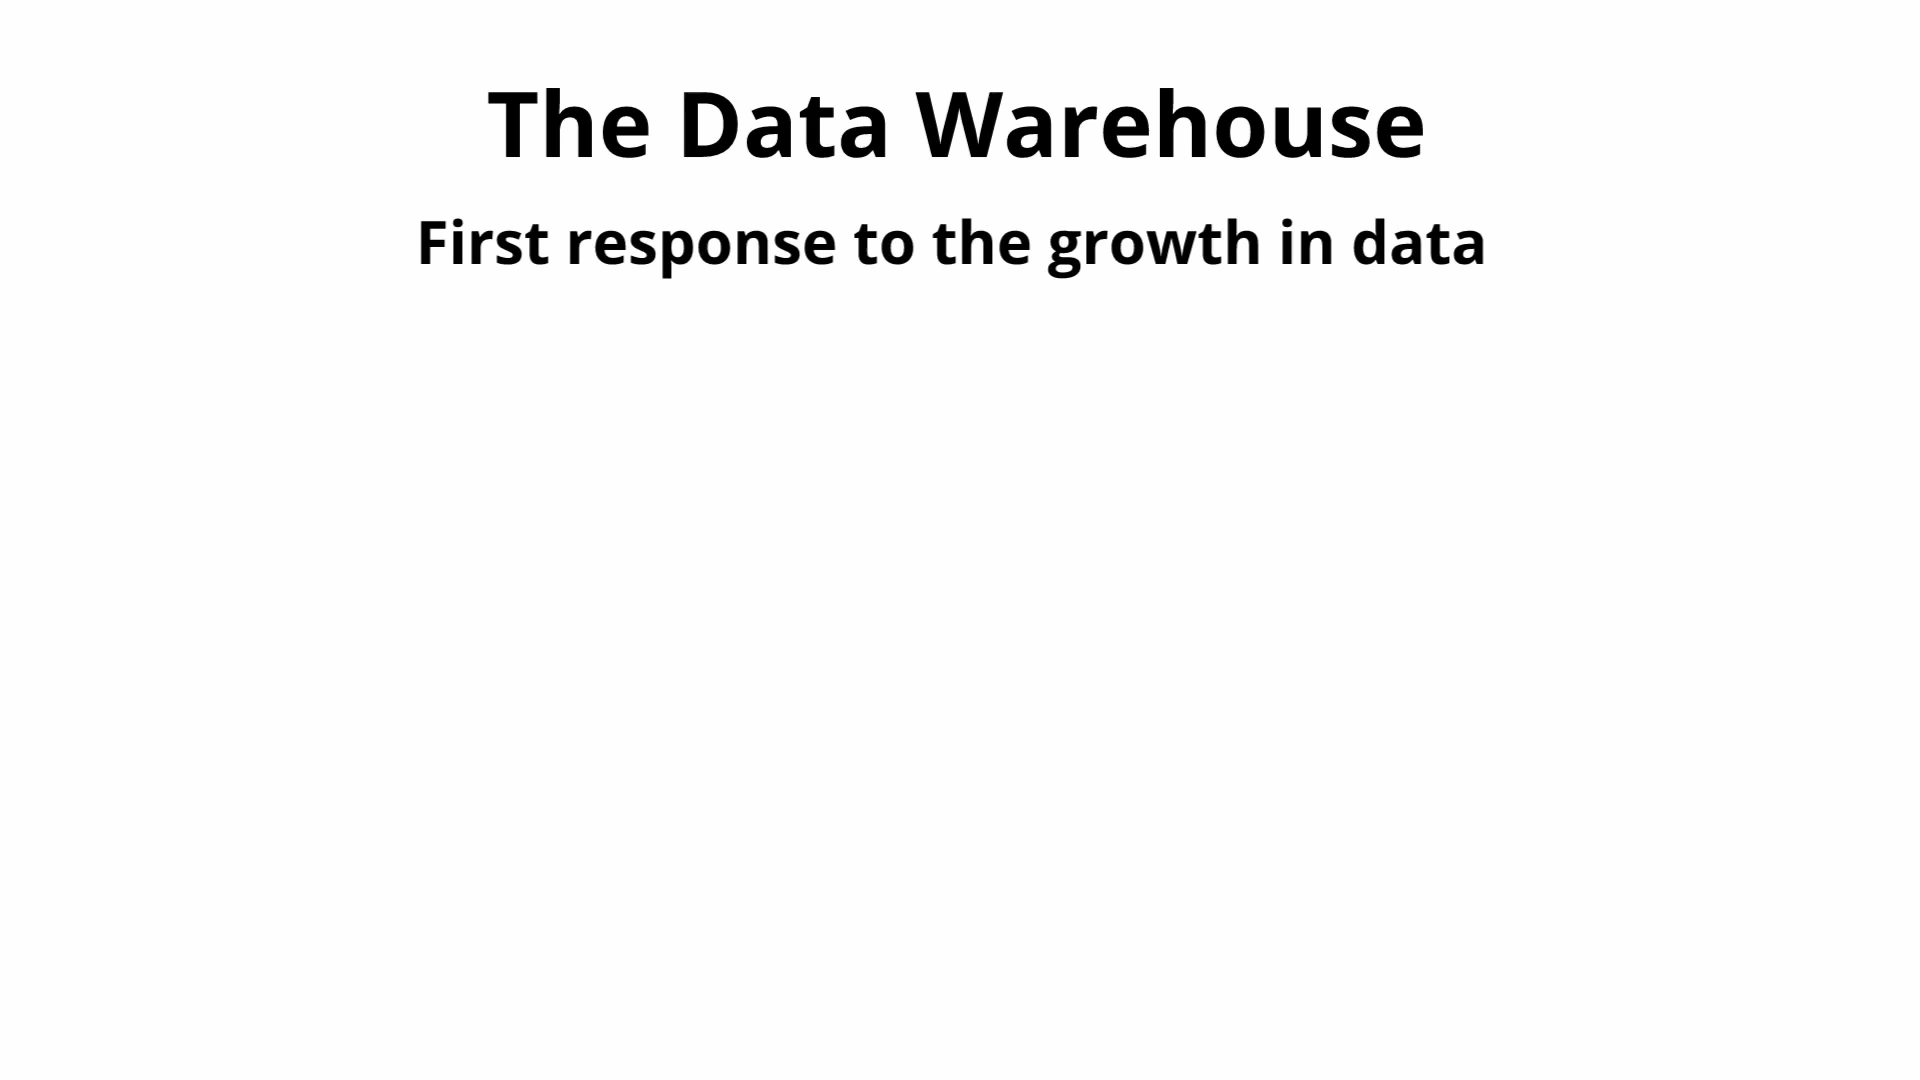 The Data Warehouse
First response to the growth in data